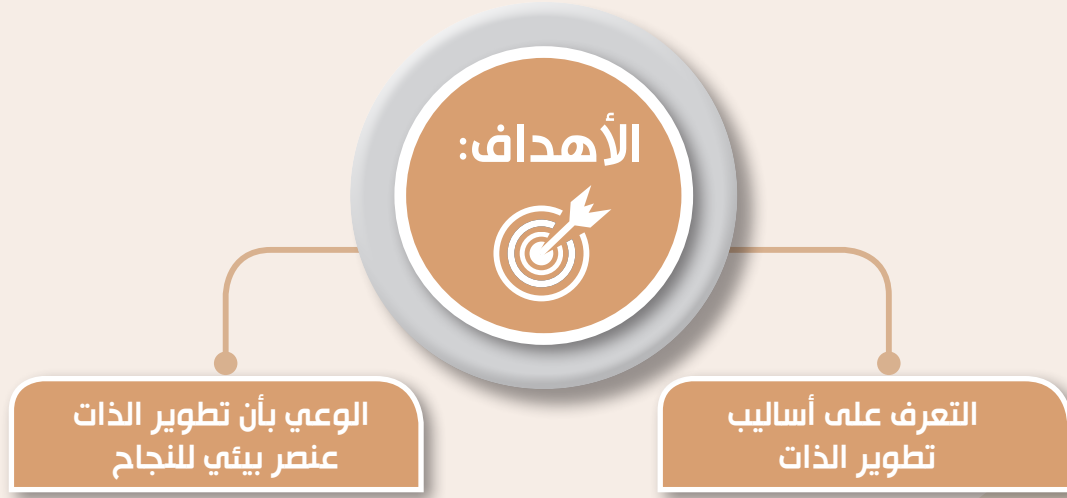 الأهداف:
التعرف على أساليب
تطوير الذات
الوعي بأن تطوير الذات
عنصر بيئي للنجاح